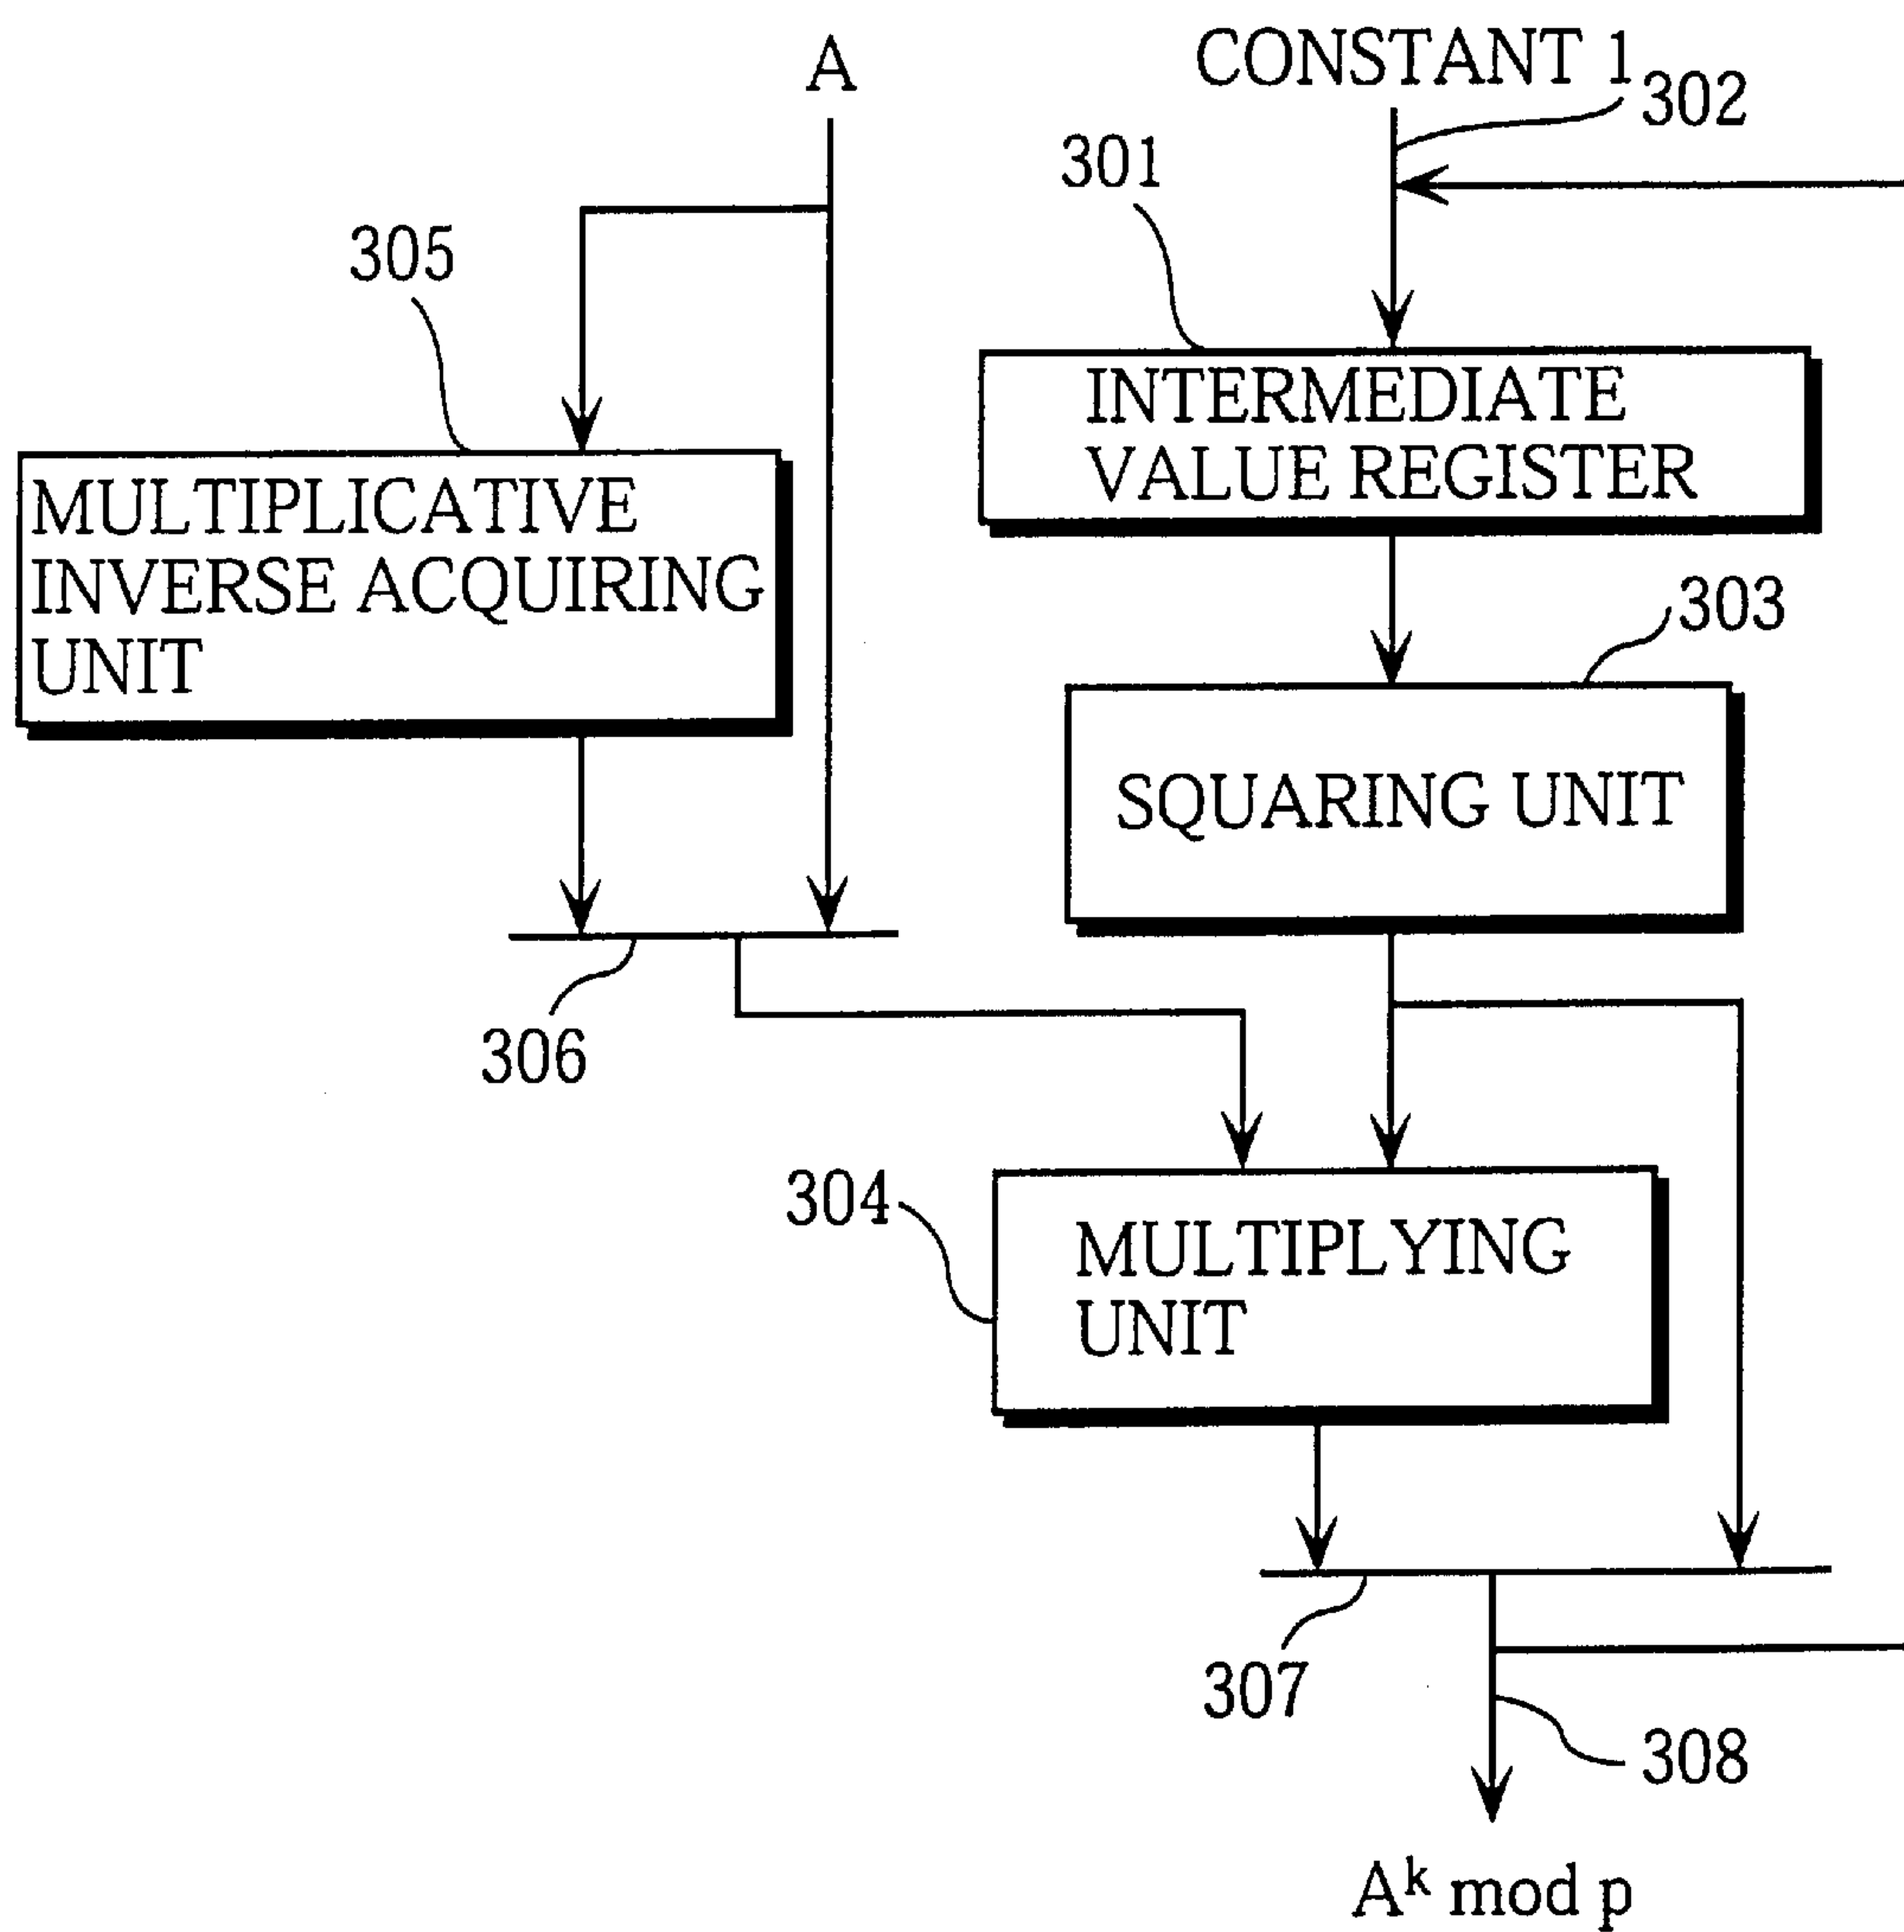 A
CONSTANT 1
302
301
305
INTERMEDIATE
VALUE REGISTER
MULTIPLICATIVE
INVERSE ACQUIRING
UNIT
303
SQUARING UNIT
306
304
MULTIPLYING
UNIT
307
308
A^k mod p